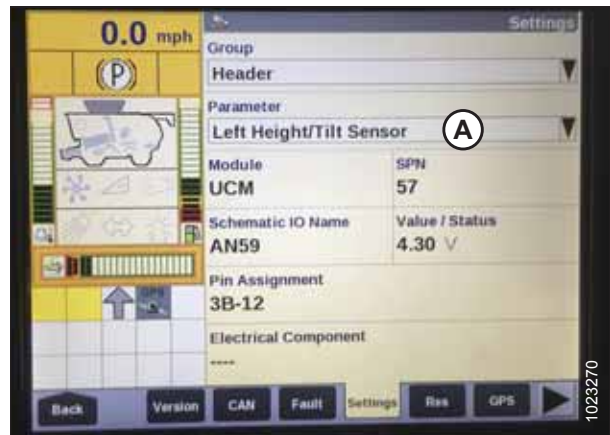 0.0 mph
Settings
Group
(P)
Header
Parameter
Left Height/Tilt Sensor
A
Module
SPN
UCM
57
Schematic IO Name
Value / Status
AN59
4.30 V
Pin Assignment
3B-12
Electrical Component
----
Back
Version
CAN
Fault
Settings
Res
GPS
1023270